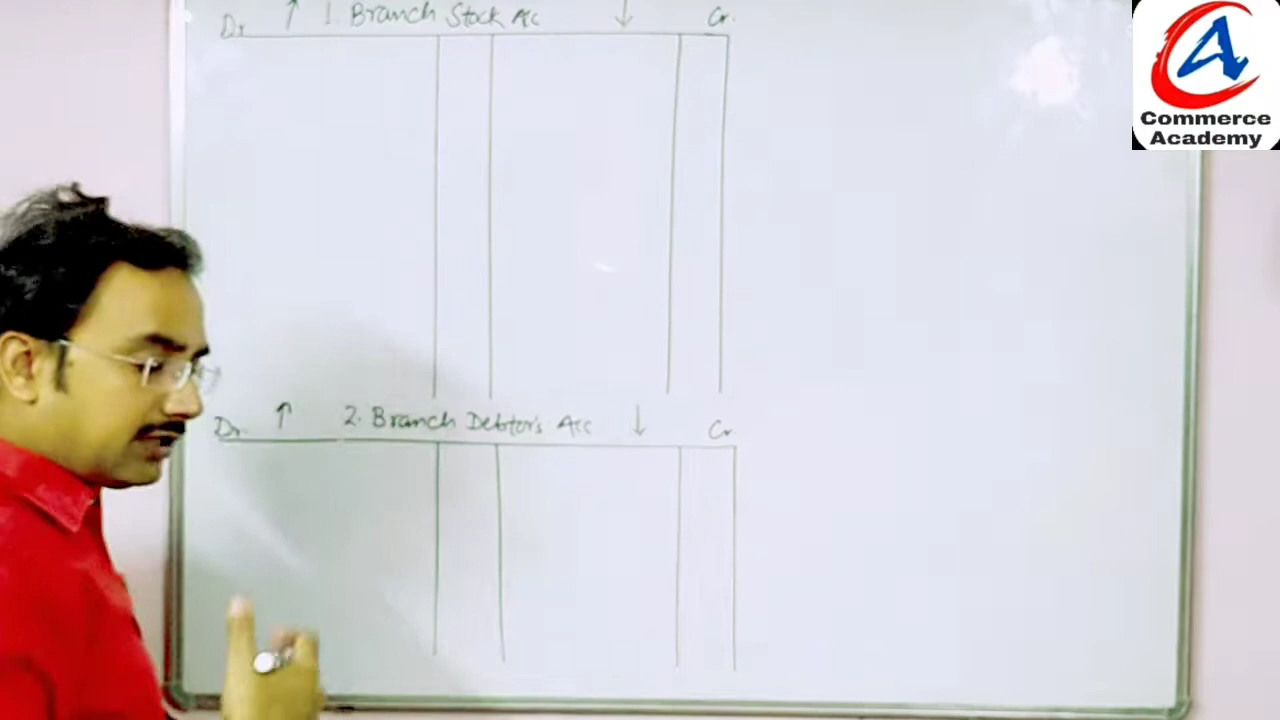 Dr ↑ 1. Branch Stock A/c ↓ Cr.
Dr. ↑ 2. Branch Debtor's A/c ↓ Cr
A
Commerce
Academy